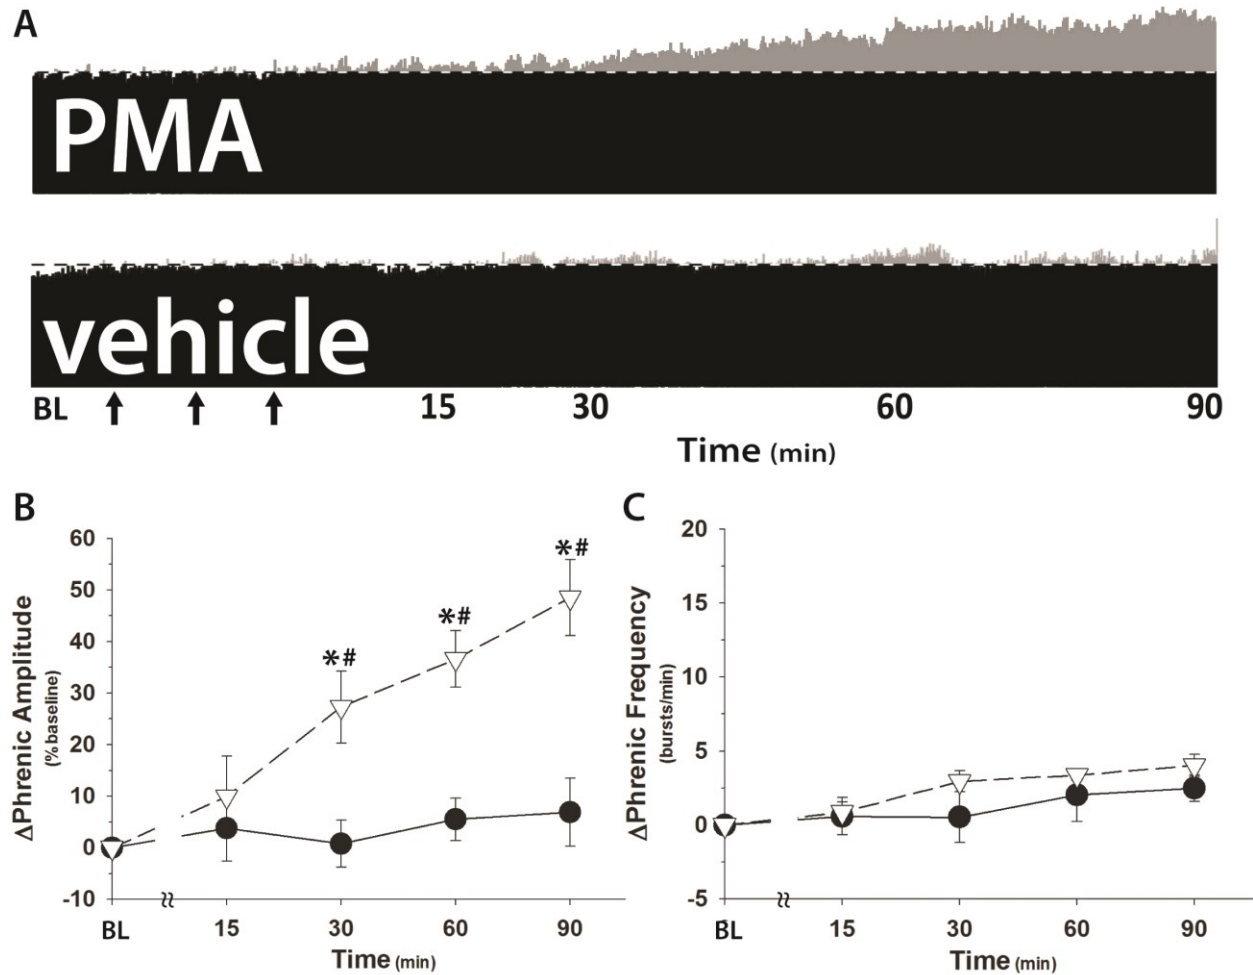 A
PMA
vehicle
BL 15 30 60 90
Time (min)
B
ΔPhrenic Amplitude
(% baseline)
60
50
40
30
20
10
0
-10
*# *# *#
BL 15 30 60 90
Time (min)
C
ΔPhrenic Frequency
(bursts/min)
20
15
10
5
0
-5
BL 15 30 60 90
Time (min)